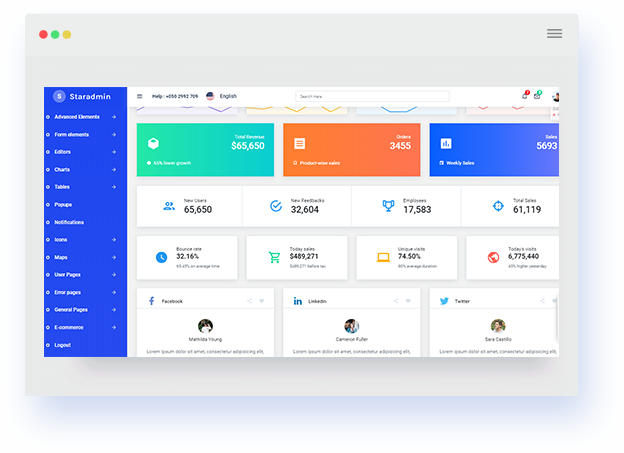 S Staradmin
Help : +050 2992 709
English
Search Here
Advanced Elements
Form elements
Editors
Charts
Tables
Popups
Notifications
Icons
Maps
User Pages
Error pages
General Pages
E-commerce
Logout
Total Revenue
$65,650
65% lower growth
Orders
3455
Product-wise sales
Sales
5693
Weekly Sales
New Users
65,650
New Feedbacks
32,604
Employees
17,583
Total Sales
61,119
Bounce rate
32.16%
on average time
Today sales
$489,271
$489,271 before tax
Unique visits
74.50%
80% average duration
Today's visits
6,775,440
higher yesterday
Facebook
Mathilda Young
Lorem ipsum dolor sit amet, consectetur adipisicing elit,
Linkedin
Cameron Fuller
Lorem ipsum dolor sit amet, consectetur adipisicing elit,
Twitter
Sara Castillo
Lorem ipsum dolor sit amet, consectetur adipisicing elit,